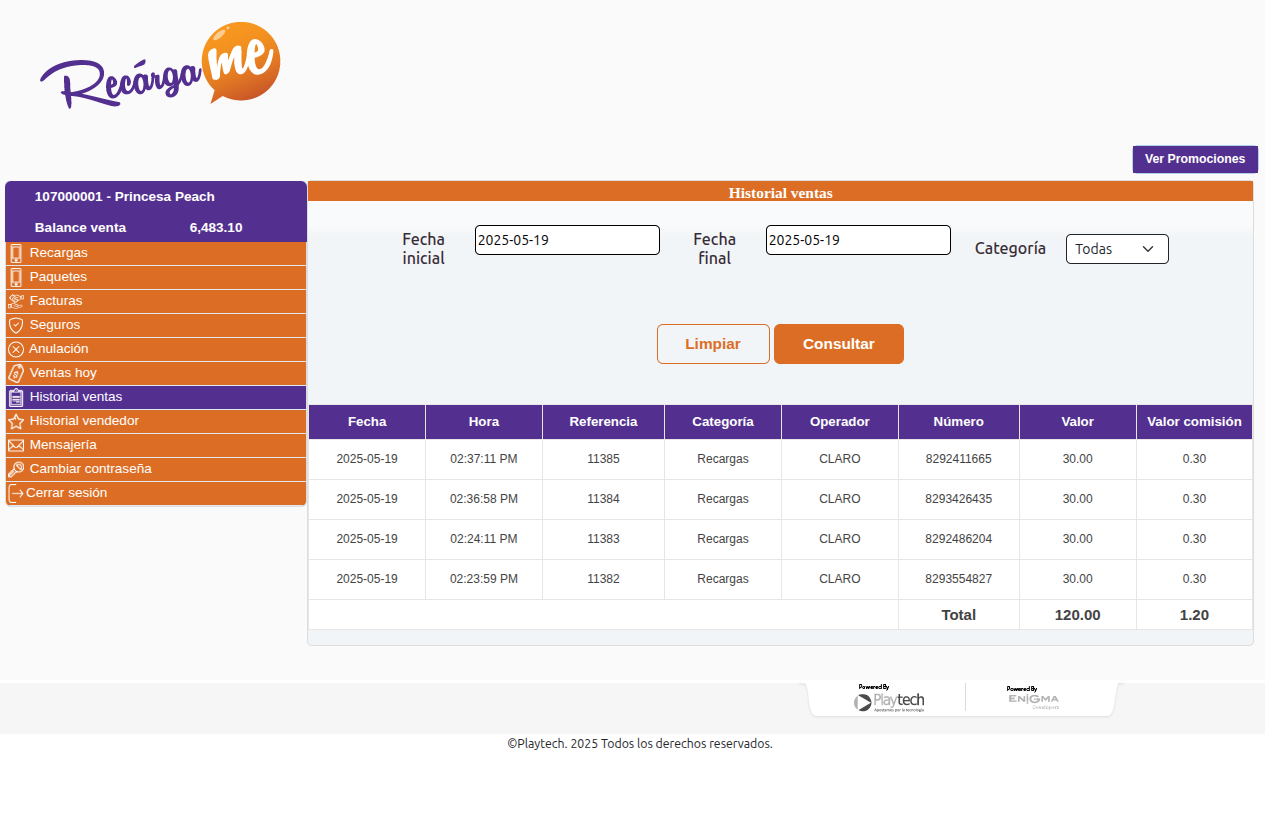 Recárga me
Ver Promociones
107000001 - Princesa Peach
Balance venta 6,483.10
Recargas
Paquetes
Facturas
Seguros
Anulación
Ventas hoy
Historial ventas
Historial vendedor
Mensajería
Cambiar contraseña
Cerrar sesión
Historial ventas
Fecha inicial 2025-05-19 Fecha final 2025-05-19 Categoría Todas
Limpiar Consultar
Fecha Hora Referencia Categoría Operador Número Valor Valor comisión
2025-05-19 02:37:11 PM 11385 Recargas CLARO 8292411665 30.00 0.30
2025-05-19 02:36:58 PM 11384 Recargas CLARO 8293426435 30.00 0.30
2025-05-19 02:24:11 PM 11383 Recargas CLARO 8292486204 30.00 0.30
2025-05-19 02:23:59 PM 11382 Recargas CLARO 8293554827 30.00 0.30
Total 120.00 1.20
Powered By
Playtech
Apostamos por la tecnología
Powered By
ENIGMA
Developers
©Playtech. 2025 Todos los derechos reservados.